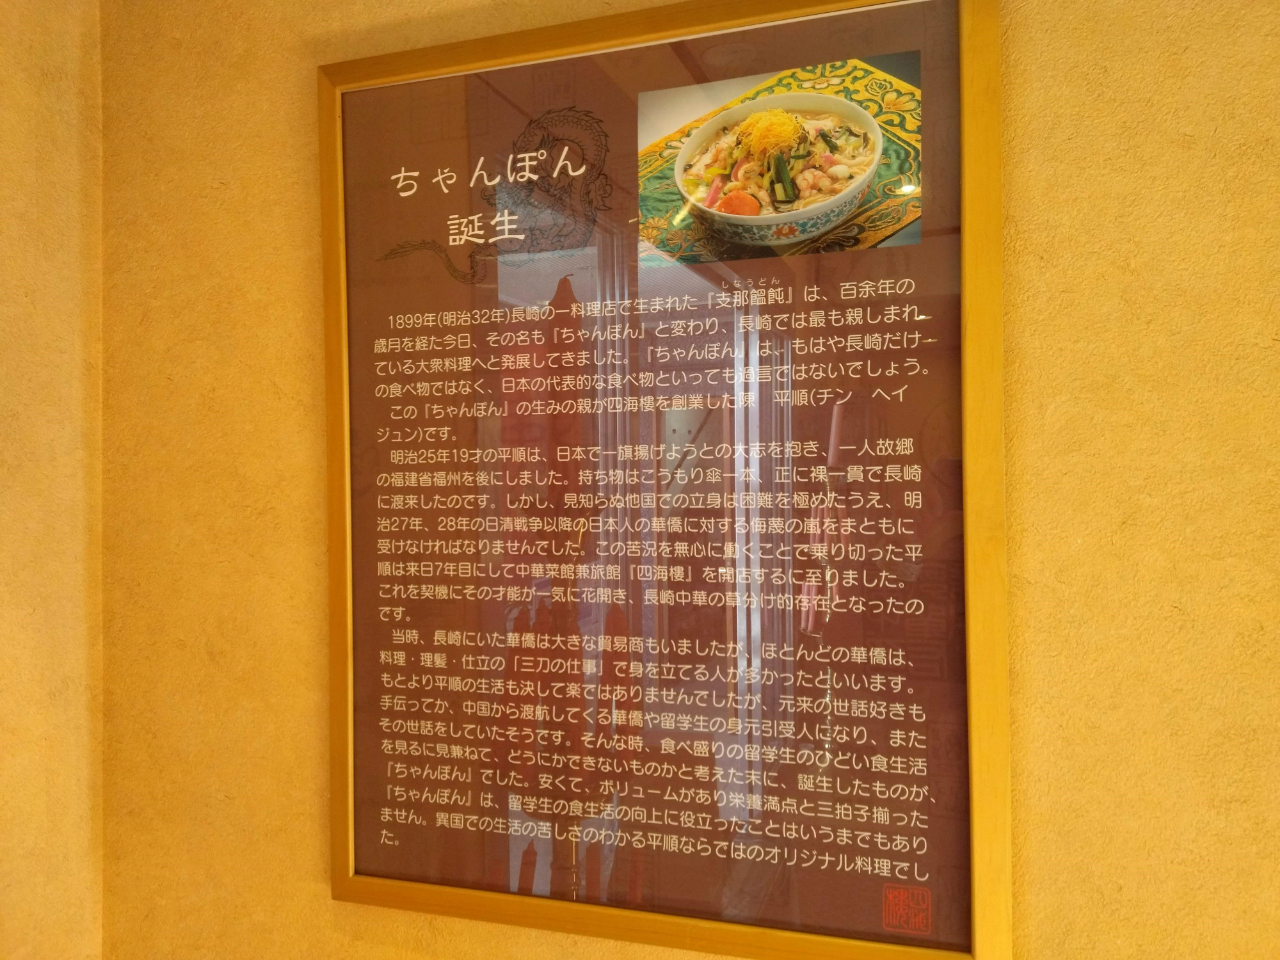 ちゃんぽん
誕生
しなうどん
1899年(明治32年)長崎の一料理店で生まれた『支那饂飩』は、百余年の
歳月を経た今日、その名も『ちゃんぽん』と変わり、長崎では最も親しまれ
ている大衆料理へと発展してきました。『ちゃんぽん』は、もはや長崎だけ
の食べ物ではなく、日本の代表的な食べ物といっても過言ではないでしょう。
この『ちゃんぽん』の生みの親が四海樓を創業した陳　平順(チン　ヘイ
ジュン)です。
明治25年19才の平順は、日本で一旗揚げようとの大志を抱き、一人故郷
の福建省福州を後にしました。持ち物はこうもり傘一本、正に裸一貫で長崎
に渡来したのです。しかし、見知らぬ他国での立身は困難を極めたうえ、明
治27年、28年の日清戦争以降の日本人の華僑に対する侮蔑の嵐をまともに
受けなければなりませんでした。この苦況を無心に働くことで乗り切った平
順は来日7年目にして中華菜館兼旅館『四海樓』を開店するに至りました。
これを契機にその才能が一気に花開き、長崎中華の草分け的存在となったの
です。
当時、長崎にいた華僑は大きな貿易商もいましたが、ほとんどの華僑は、
料理・理髪・仕立の「三刀の仕事」で身を立てる人が多かったといいます。
もとより平順の生活も決して楽ではありませんでしたが、元来の世話好きも
手伝ってか、中国から渡航してくる華僑や留学生の身元引受人になり、また
その世話をしていたそうです。そんな時、食べ盛りの留学生のひどい食生活
を見るに見兼ねて、どうにかできないものかと考えた末に、誕生したものが、
『ちゃんぽん』でした。安くて、ボリュームがあり栄養満点と三拍子揃った
『ちゃんぽん』は、留学生の食生活の向上に役立ったことはいうまでもあり
ません。異国での生活の苦しさのわかる平順ならではのオリジナル料理でし
た。
四海樓